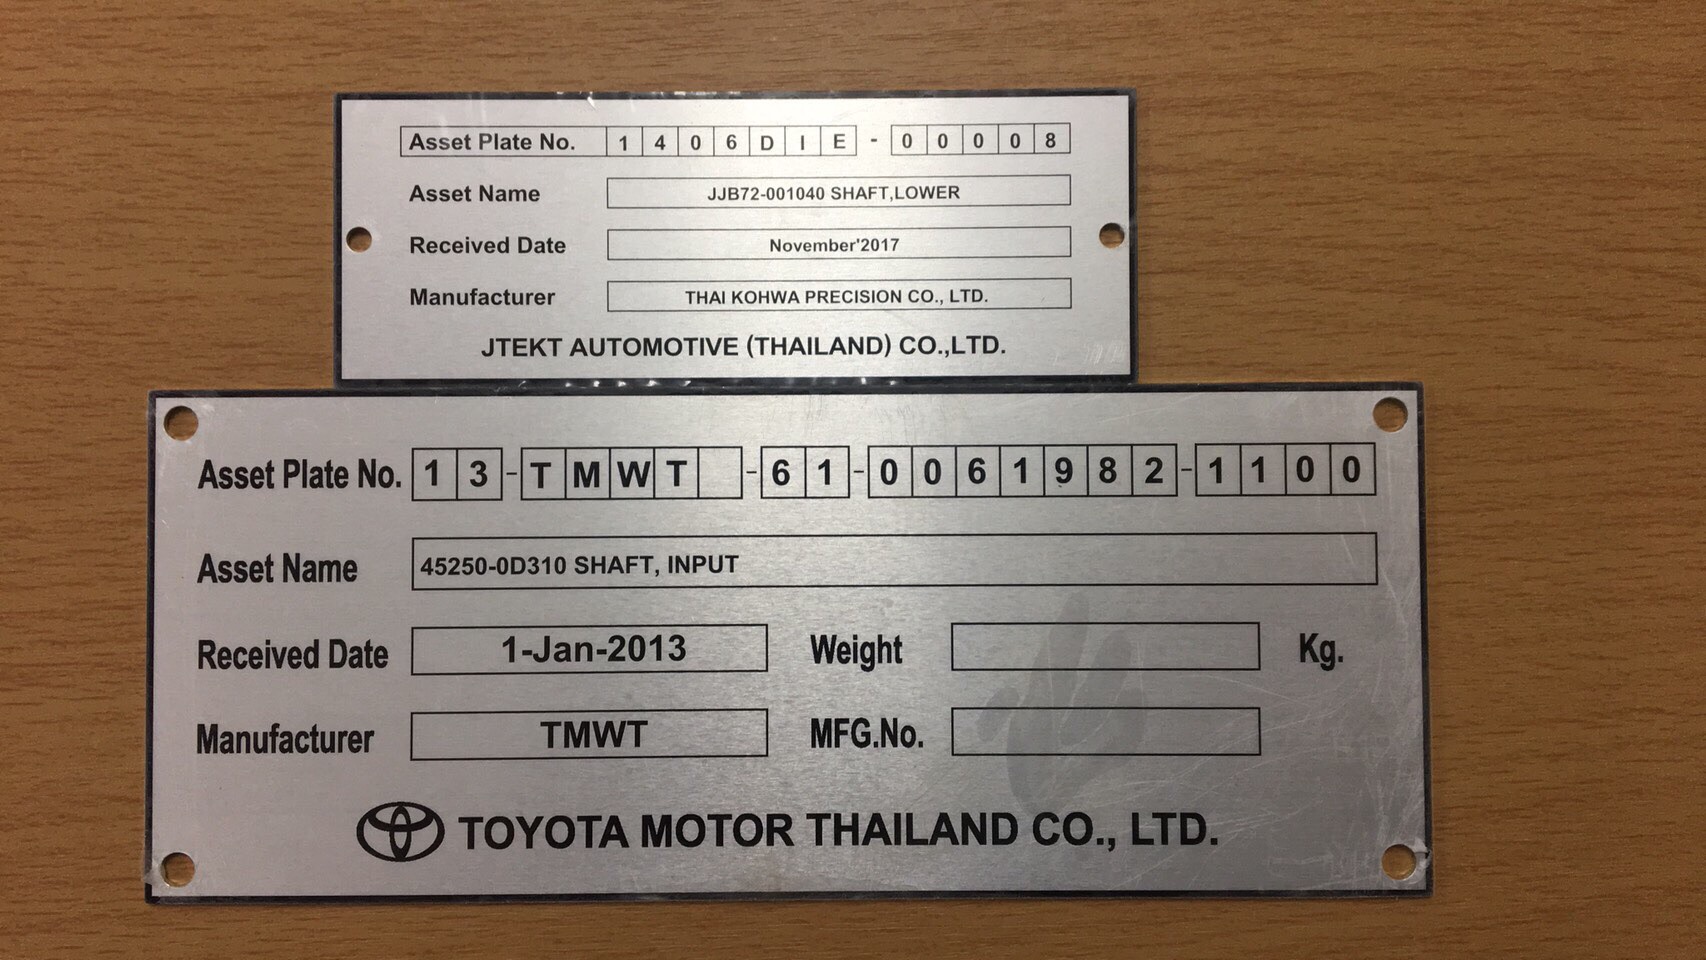 Asset Plate No. 1406DIE-00008
Asset Name JJB72-001040 SHAFT,LOWER
Received Date November'2017
Manufacturer THAI KOHWA PRECISION CO., LTD.
JTEKT AUTOMOTIVE (THAILAND) CO.,LTD.
Asset Plate No. 13-TMWT -61-0061982-1100
Asset Name 45250-0D310 SHAFT, INPUT
Received Date 1-Jan-2013 Weight Kg.
Manufacturer TMWT MFG.No.
TOYOTA MOTOR THAILAND CO., LTD.